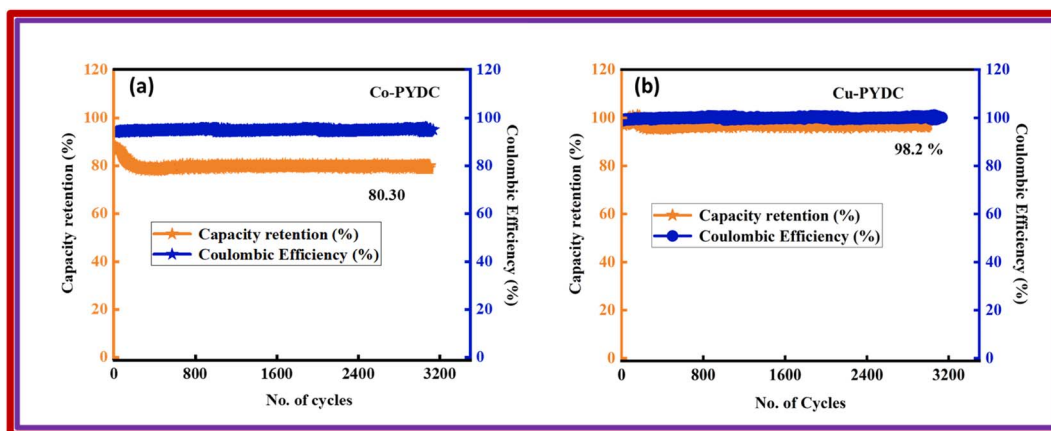 (a)
Co-PYDC
120
100
80
60
40
20
0
Capacity retention (%)
80.30
Capacity retention (%)
Coulombic Efficiency (%)
120
100
80
60
40
20
0
Coulombic Efficiency (%)
0
800
1600
2400
3200
No. of cycles
(b)
Cu-PYDC
120
100
80
60
40
20
0
Capacity retention (%)
98.2 %
Capacity retention (%)
Coulombic Efficiency (%)
120
100
80
60
40
20
0
Coulombic Efficiency (%)
0
800
1600
2400
3200
No. of Cycles